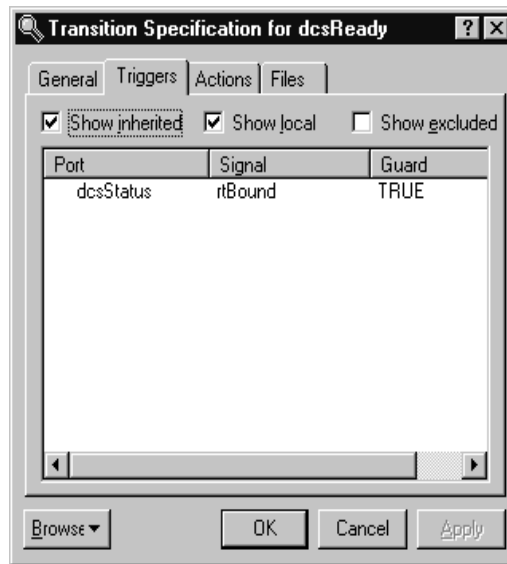 Transition Specification for dcsReady ? X
General Triggers Actions Files
Show inherited Show local Show excluded
Port Signal Guard
dcsStatus rtBound TRUE
Browse OK Cancel Apply